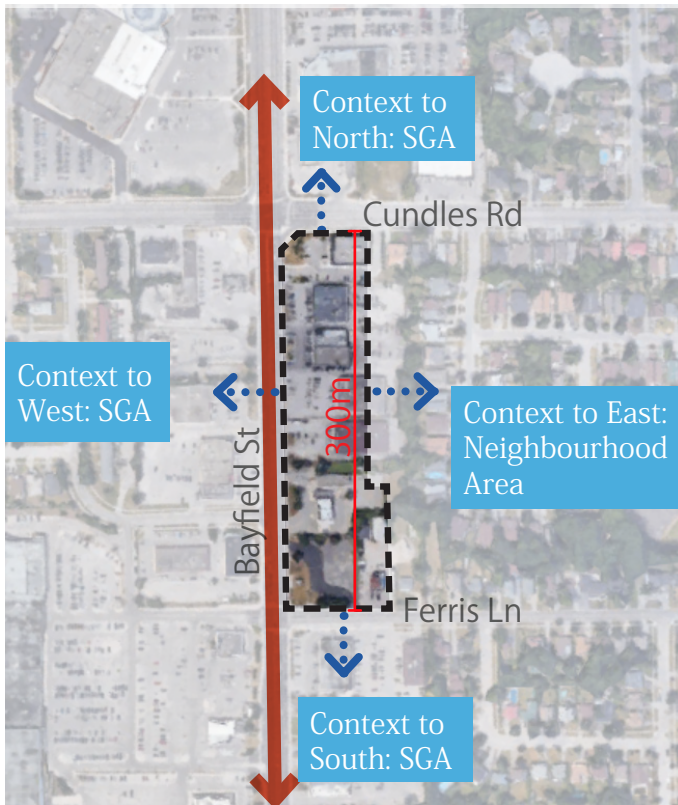 Context to
North: SGA
Cundles Rd
Context to
West: SGA
300m
Context to East:
Neighbourhood
Area
Bayfield St
Ferris Ln
Context to
South: SGA